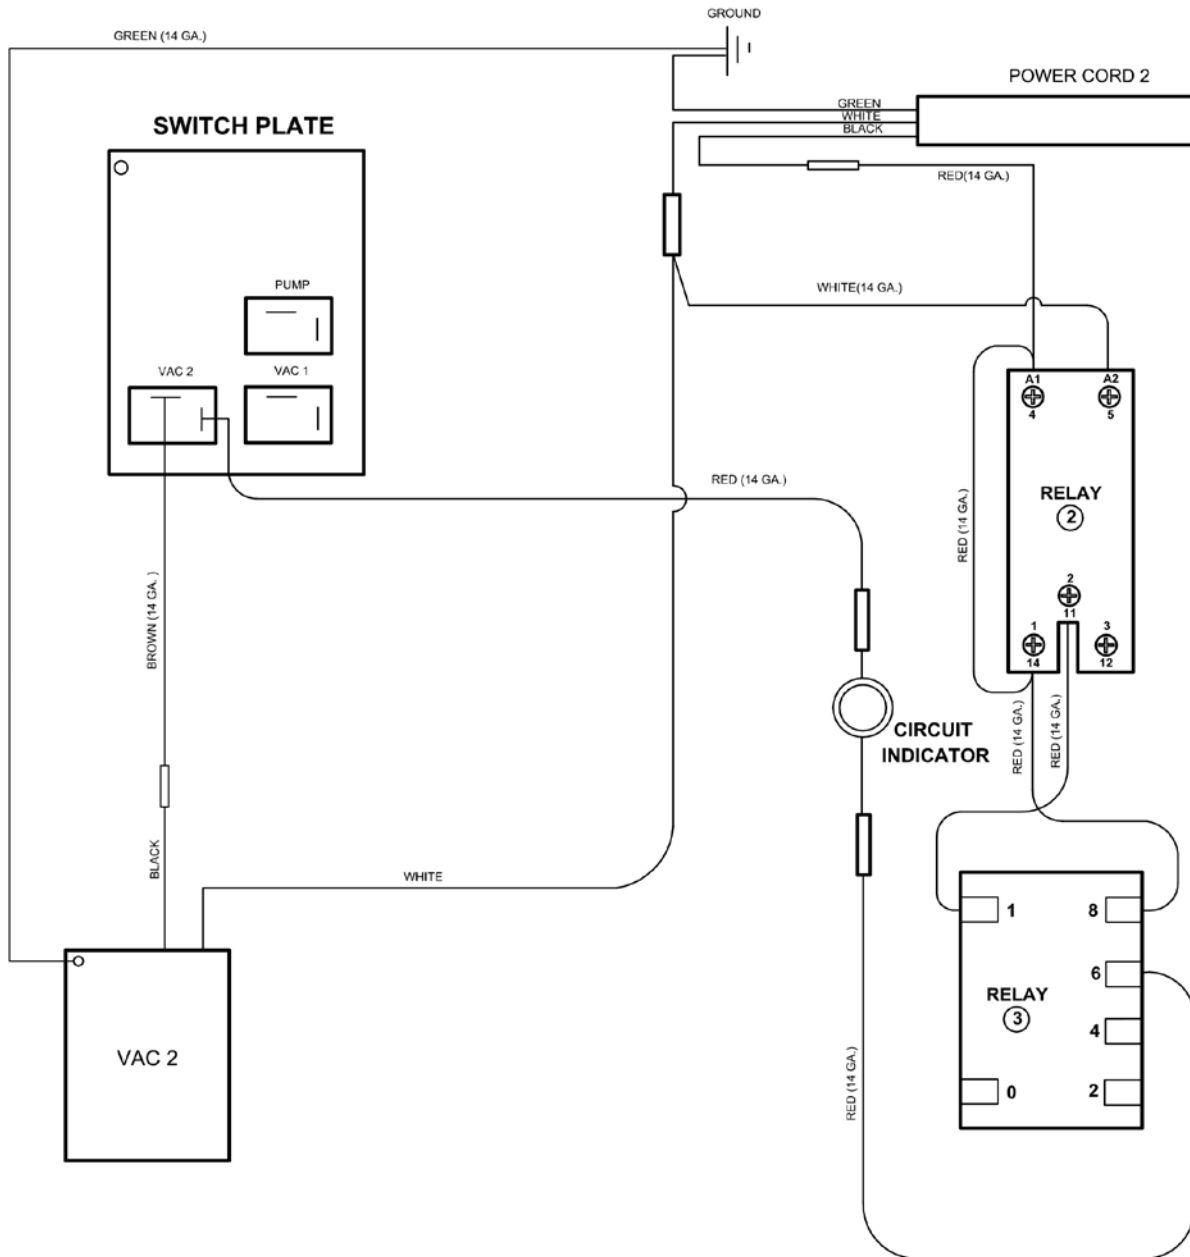 GROUND
GREEN (14 GA.)
POWER CORD 2
GREEN
WHITE
BLACK
SWITCH PLATE
RED(14 GA.)
PUMP
WHITE(14 GA.)
VAC 2
VAC 1
A1
A2
4
5
RED (14 GA.)
RELAY
2
RED (14 GA.)
BROWN (14 GA. )
2
11
1
3
14
12
CIRCUIT
INDICATOR
RED (14 GA.)
RED (14 GA.)
BLACK
WHITE
1
8
6
RELAY
3
4
0
2
VAC 2
RED (14 GA.)